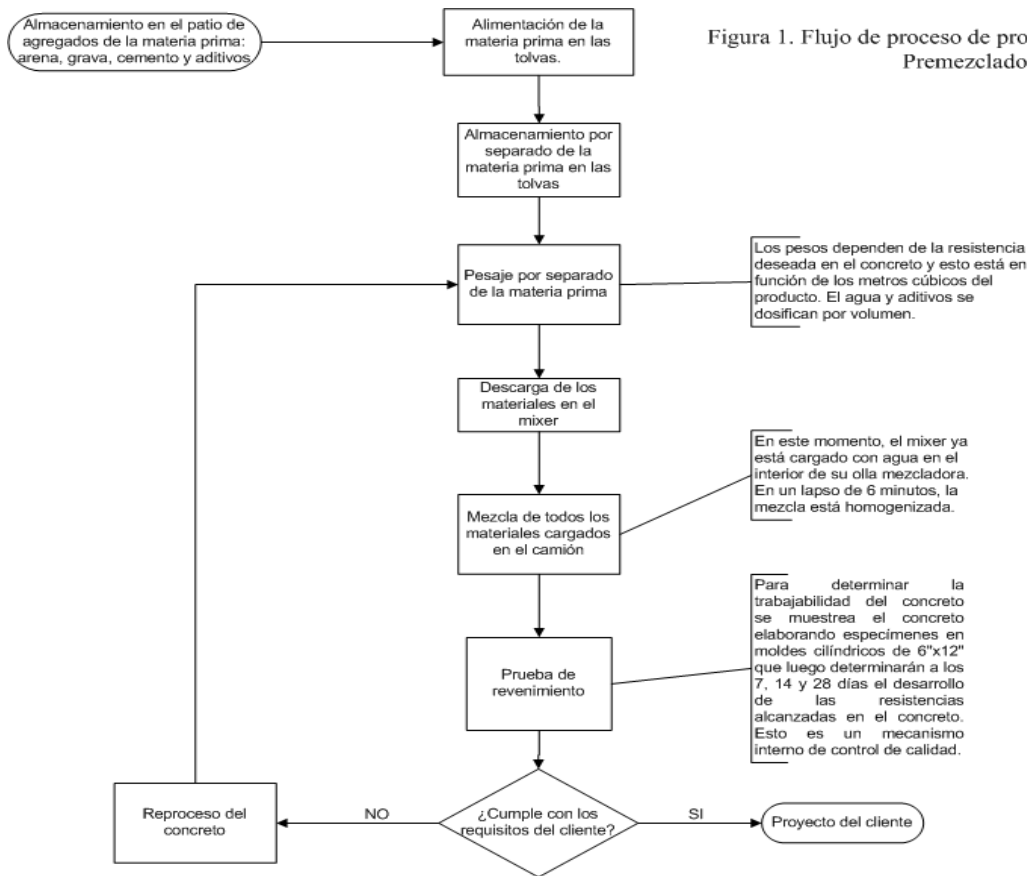 Almacenamiento en el patio de
agregados de la materia prima:
arena, grava, cemento y aditivos
Alimentación de la
materia prima en las
tolvas.
Figura 1. Flujo de proceso de pro
Premezclado
Almacenamiento por
separado de la
materia prima en las
tolvas
Pesaje por separado
de la materia prima
Los pesos dependen de la resistencia
deseada en el concreto y esto está en
función de los metros cúbicos del
producto. El agua y aditivos se
dosifican por volumen.
Descarga de los
materiales en el
mixer
En este momento, el mixer ya
está cargado con agua en el
interior de su olla mezcladora.
En un lapso de 6 minutos, la
mezcla está homogenizada.
Mezcla de todos los
materiales cargados
en el camión
Para determinar la
trabajabilidad del concreto
se muestrea el concreto
elaborando especímenes en
moldes cilíndricos de 6"x12"
que luego determinarán a los
7, 14 y 28 días el desarrollo
de las resistencias
alcanzadas en el concreto.
Esto es un mecanismo
interno de control de calidad.
Prueba de
revenimiento
¿Cumple con los
requisitos del cliente?
NO
SI
Reproceso del
concreto
Proyecto del cliente